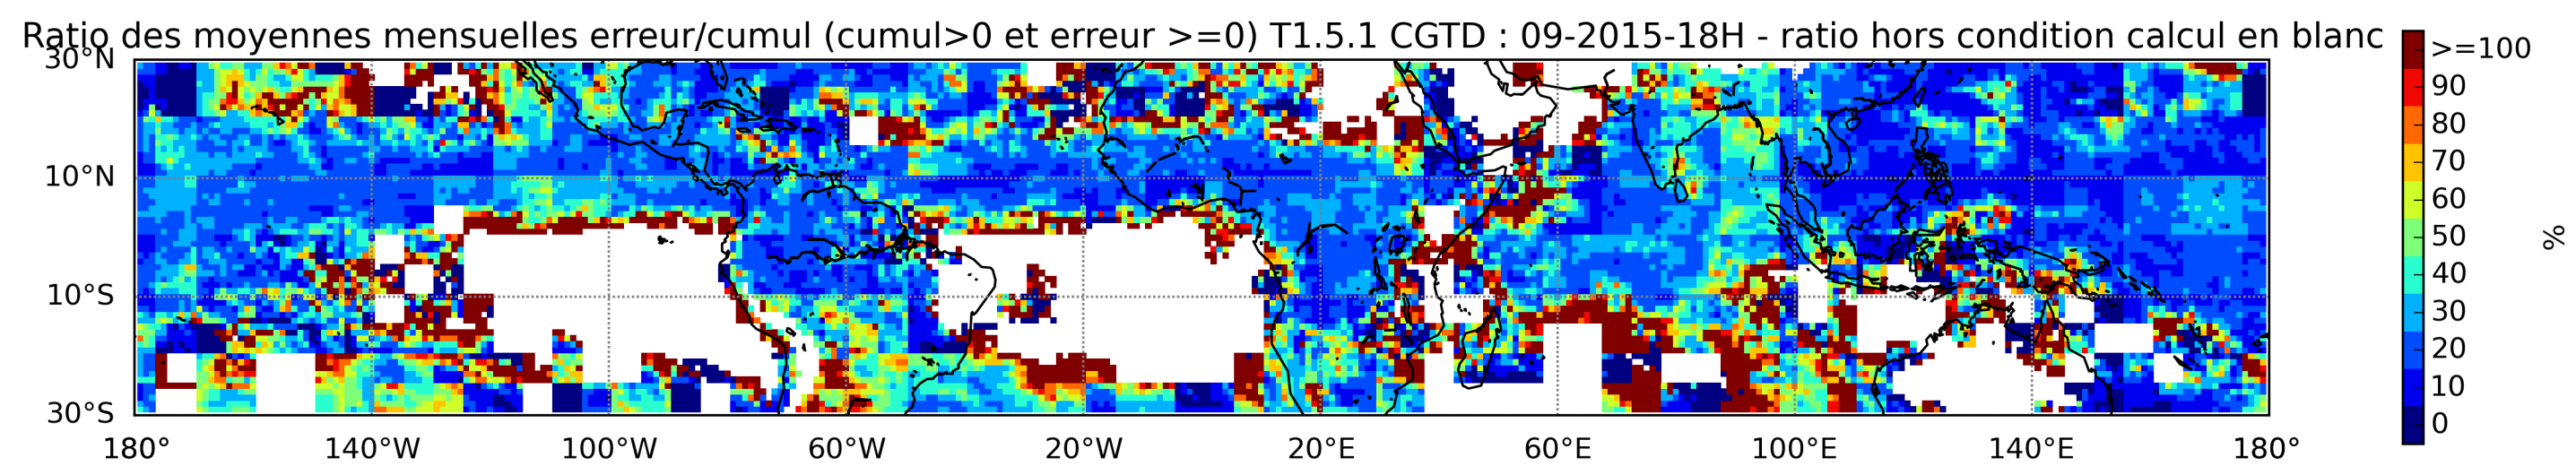 Ratio des moyennes mensuelles erreur/cumul (cumul>0 et erreur >=0) T1.5.1 CGTD : 09-2015-18H - ratio hors condition calcul en blanc
30°N
10°N
10°S
30°S
180° 140°W 100°W 60°W 20°W 20°E 60°E 100°E 140°E 180°
>=100
90
80
70
60
50
40
30
20
10
0
%